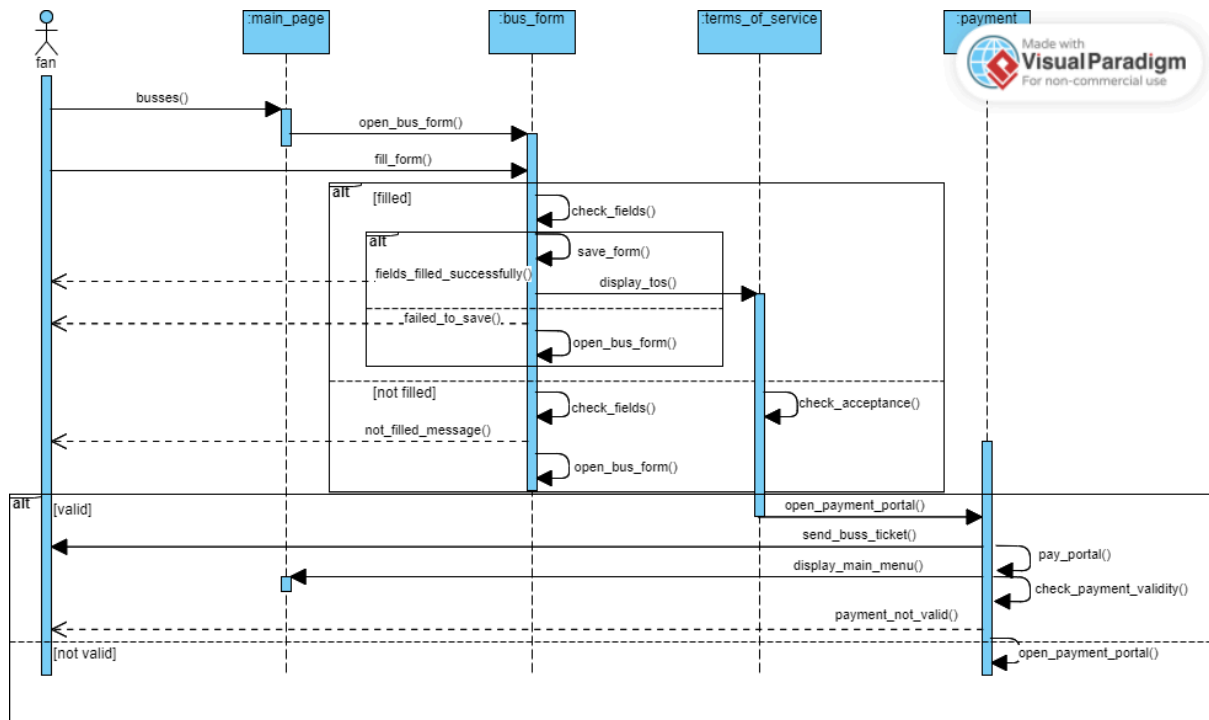 :main_page
:bus_form
:terms_of_service
:payment
Made with
VisualParadigm
For non-commercial use
fan
busses()
open_bus_form()
fill_form()
alt
[filled]
check_fields()
alt
save_form()
fields_filled_successfully()
display_tos()
failed_to_save()
open_bus_form()
[not filled]
check_fields()
check_acceptance()
not_filled_message()
open_bus_form()
alt
[valid]
open_payment_portal()
send_buss_ticket()
pay_portal()
display_main_menu()
check_payment_validity()
payment_not_valid()
[not valid]
open_payment_portal()